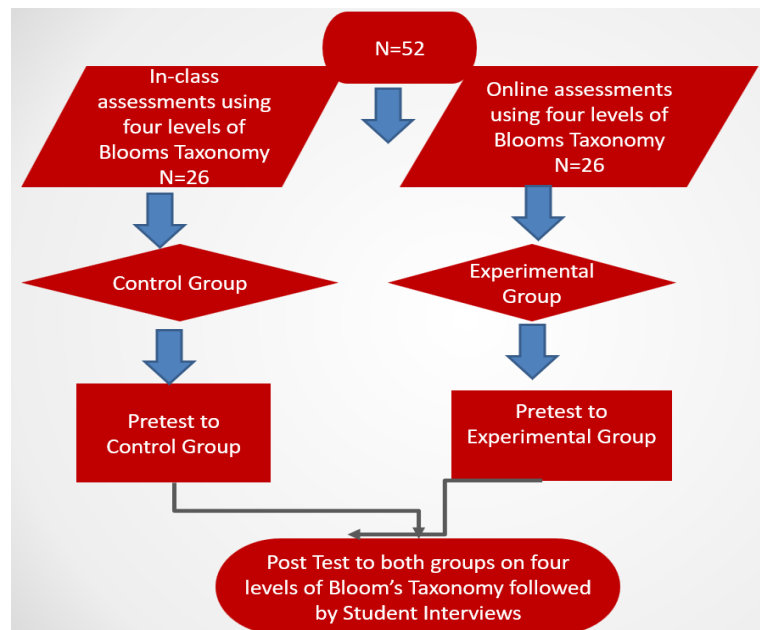 N=52
In-class
assessments using
four levels of
Blooms Taxonomy
N=26
Online assessments
using four levels of
Blooms Taxonomy
N=26
Control Group
Experimental
Group
Pretest to
Control Group
Pretest to
Experimental Group
Post Test to both groups on four
levels of Bloom’s Taxonomy followed
by Student Interviews